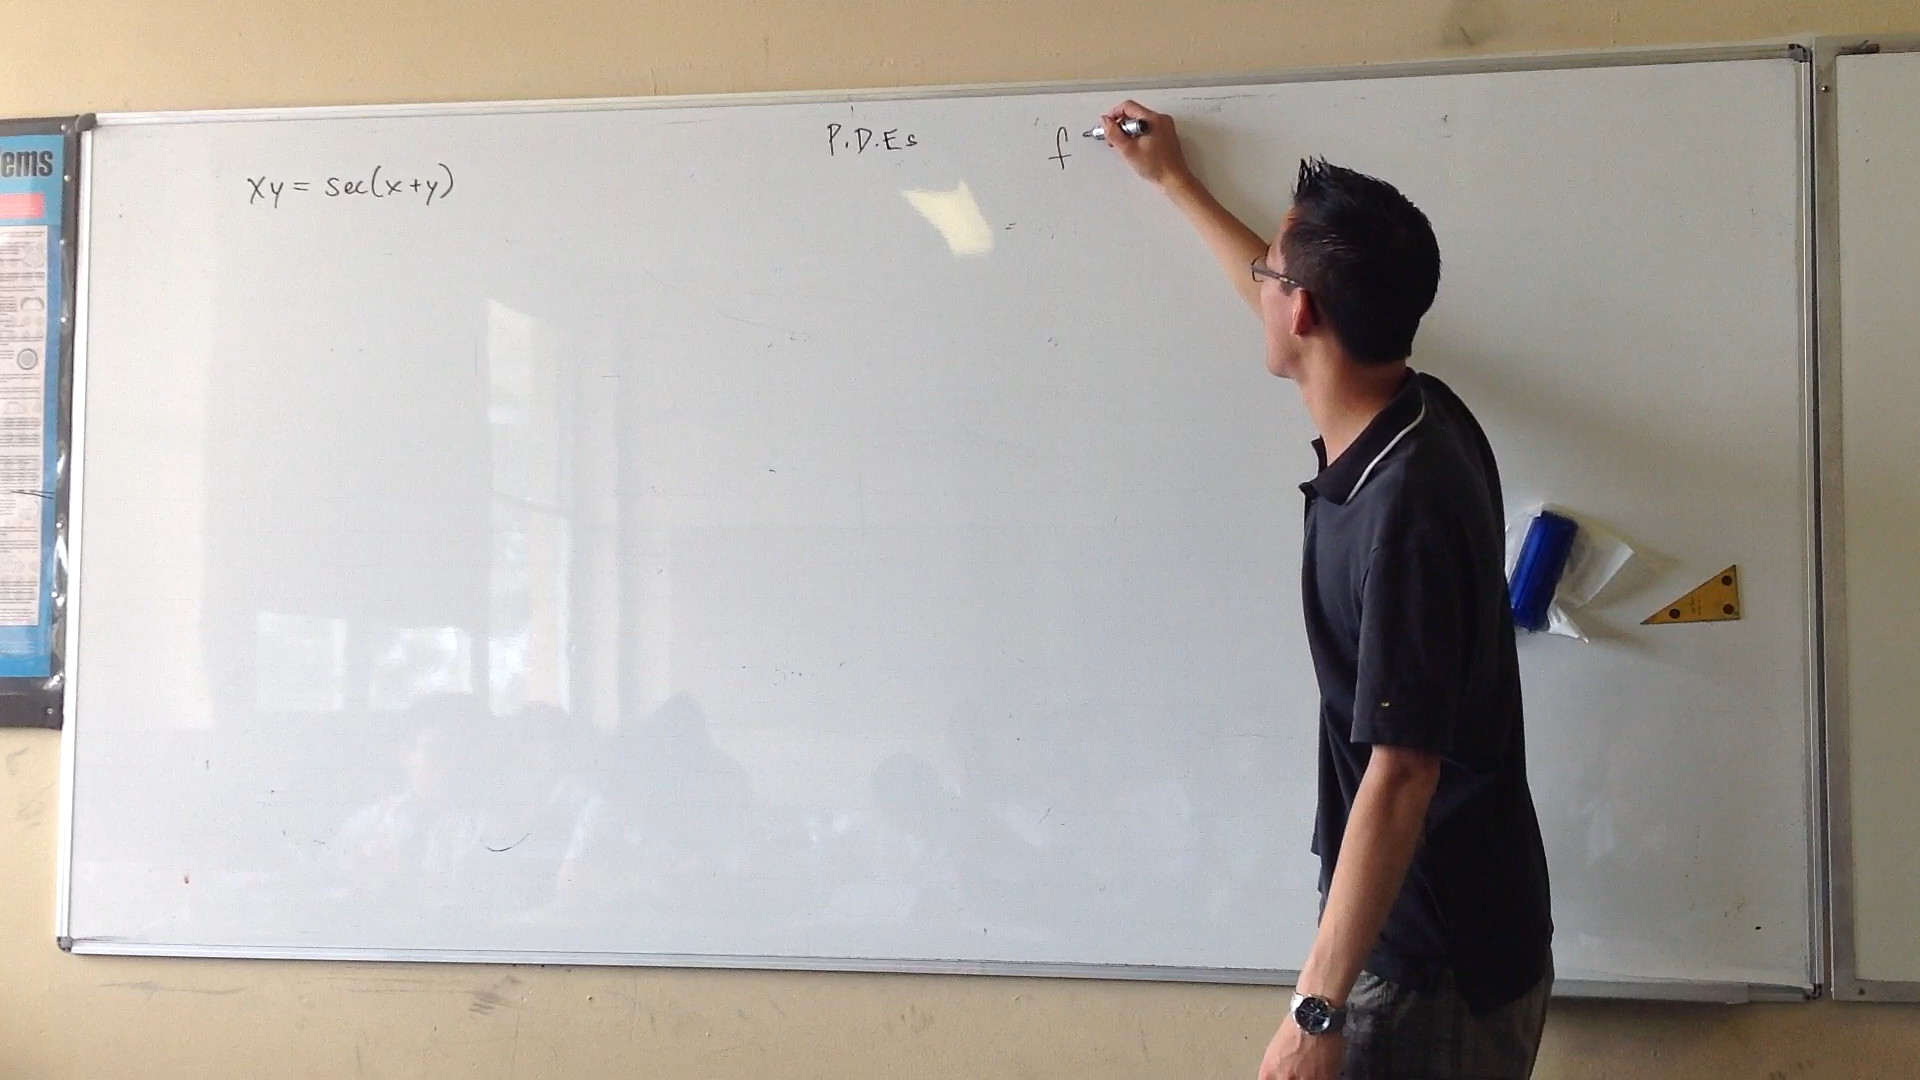 ems
P.D.Es
f
xy = sec(x+y)